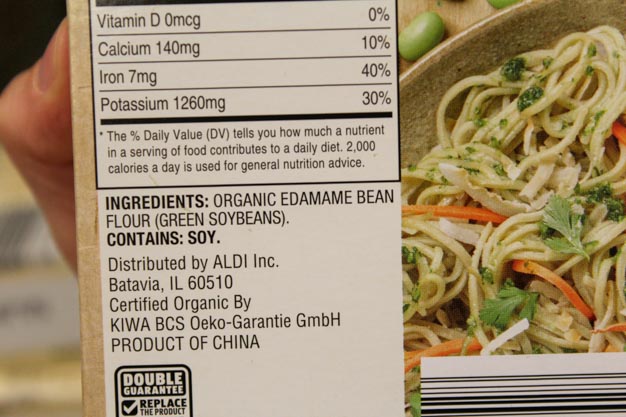 Vitamin D 0mcg 0%
Calcium 140mg 10%
Iron 7mg 40%
Potassium 1260mg 30%
* The % Daily Value (DV) tells you how much a nutrient
in a serving of food contributes to a daily diet. 2,000
calories a day is used for general nutrition advice.
INGREDIENTS: ORGANIC EDAMAME BEAN
FLOUR (GREEN SOYBEANS).
CONTAINS: SOY.
Distributed by ALDI Inc.
Batavia, IL 60510
Certified Organic By
KIWA BCS Oeko-Garantie GmbH
PRODUCT OF CHINA
DOUBLE
GUARANTEE
REPLACE
THE PRODUCT